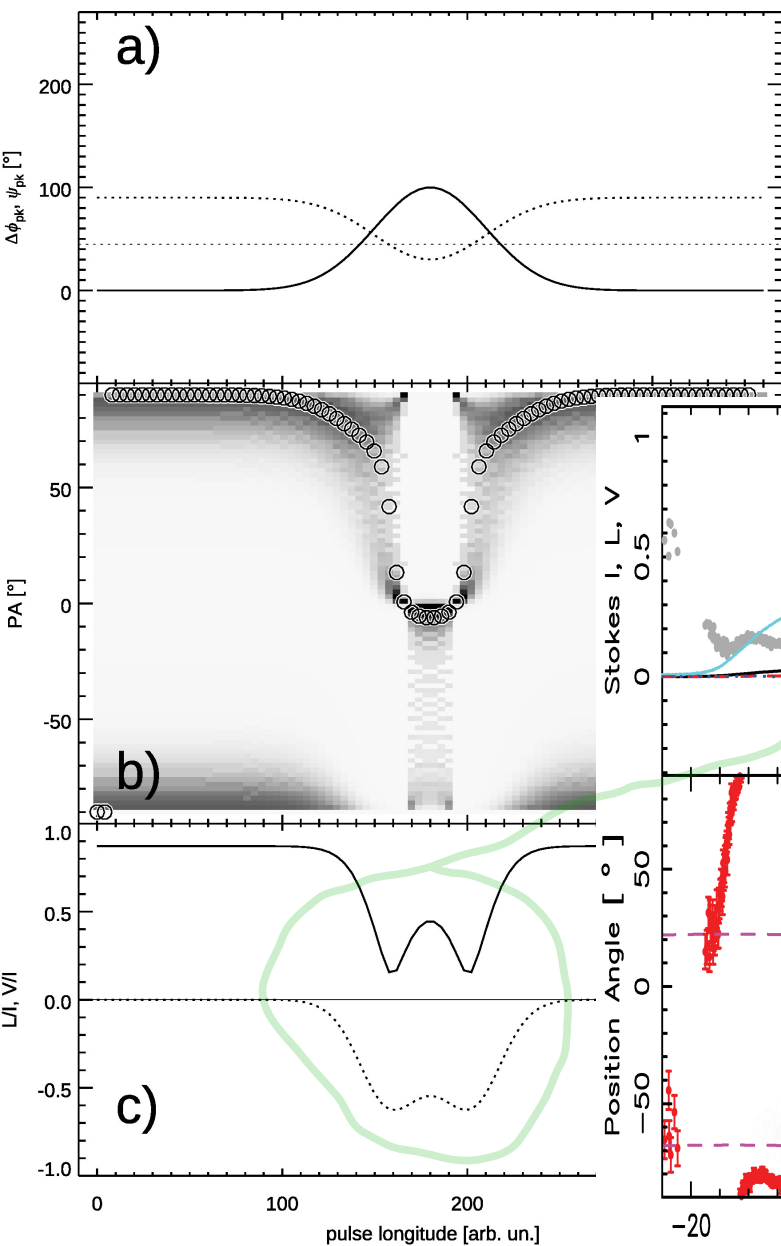 a)
200
100
0
Δϕpk, ψpk [°]
50
0
-50
PA [°]
b)
1.0
0.5
0.0
-0.5
-1.0
L/I, V/I
c)
0
100
200
pulse longitude [arb. un.]
Stokes I, L, V
1
0.5
0
Position Angle [ ° ]
50
0
−50
−20